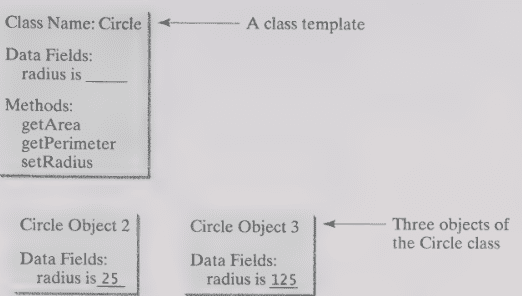 Class Name: Circle
A class template
Data Fields:
radius is
Methods:
getArea
getPerimeter
setRadius
Circle Object 2
Data Fields:
radius is 25
Circle Object 3
Data Fields:
radius is 125
Three objects of
the Circle class